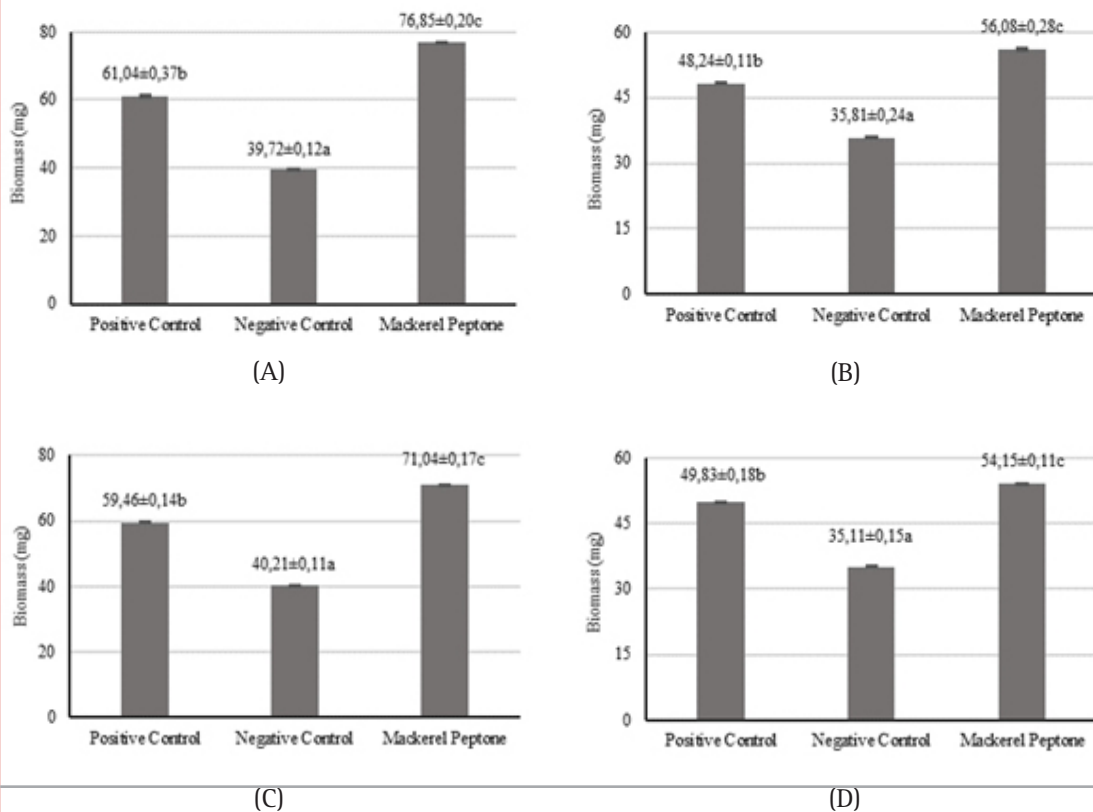 80
76,85±0,20c
61,04±0,37b
60
Biomass (mg)
39,72±0,12a
40
20
0
Positive Control Negative Control Mackerel Peptone
(A)
60
56,08±0,28c
48,24±0,11b
45
Biomass (mg)
35,81±0,24a
30
15
0
Positive Control Negative Control Mackerel Peptone
(B)
80
71,04±0,17c
59,46±0,14b
60
Biomass (mg)
40,21±0,11a
40
20
0
Positive Control Negative Control Mackerel Peptone
(C)
60
54,15±0,11c
49,83±0,18b
45
Biomass (mg)
35,11±0,15a
30
15
0
Positive Control Negative Control Mackerel Peptone
(D)